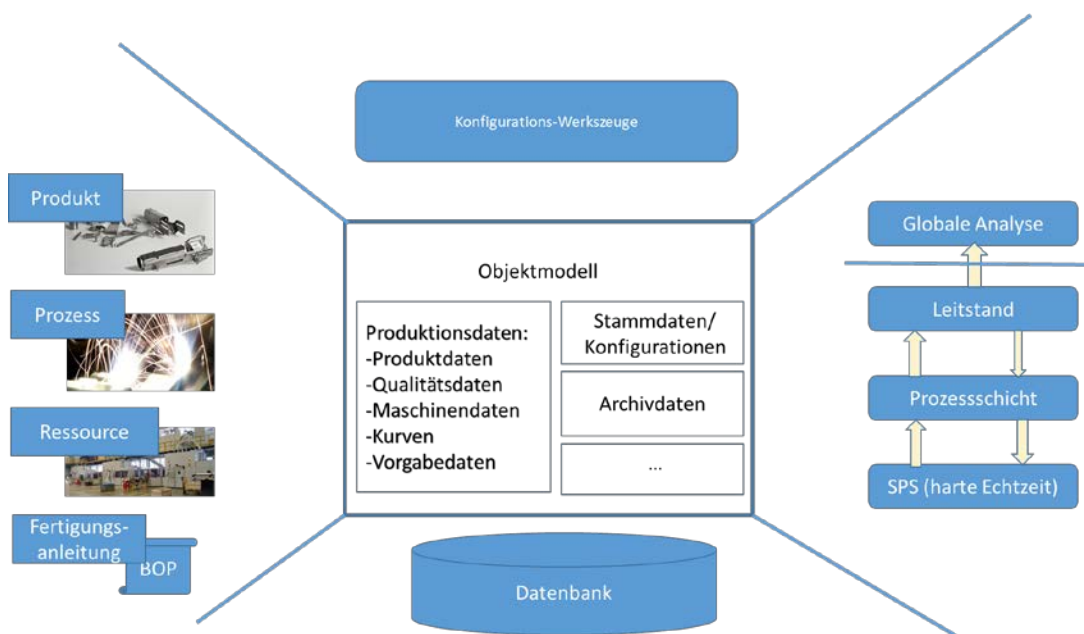 Konfigurations-Werkszeuge
Produkt
Prozess
Ressource
Fertigungs-
anleitung
BOP
Objektmodell
Produktionsdaten:
-Produktdaten
-Qualitätsdaten
-Maschinendaten
-Kurven
-Vorgabedaten
Stammdaten/
Konfigurationen
Archivdaten
...
Datenbank
Globale Analyse
Leitstand
Prozessschicht
SPS (harte Echtzeit)